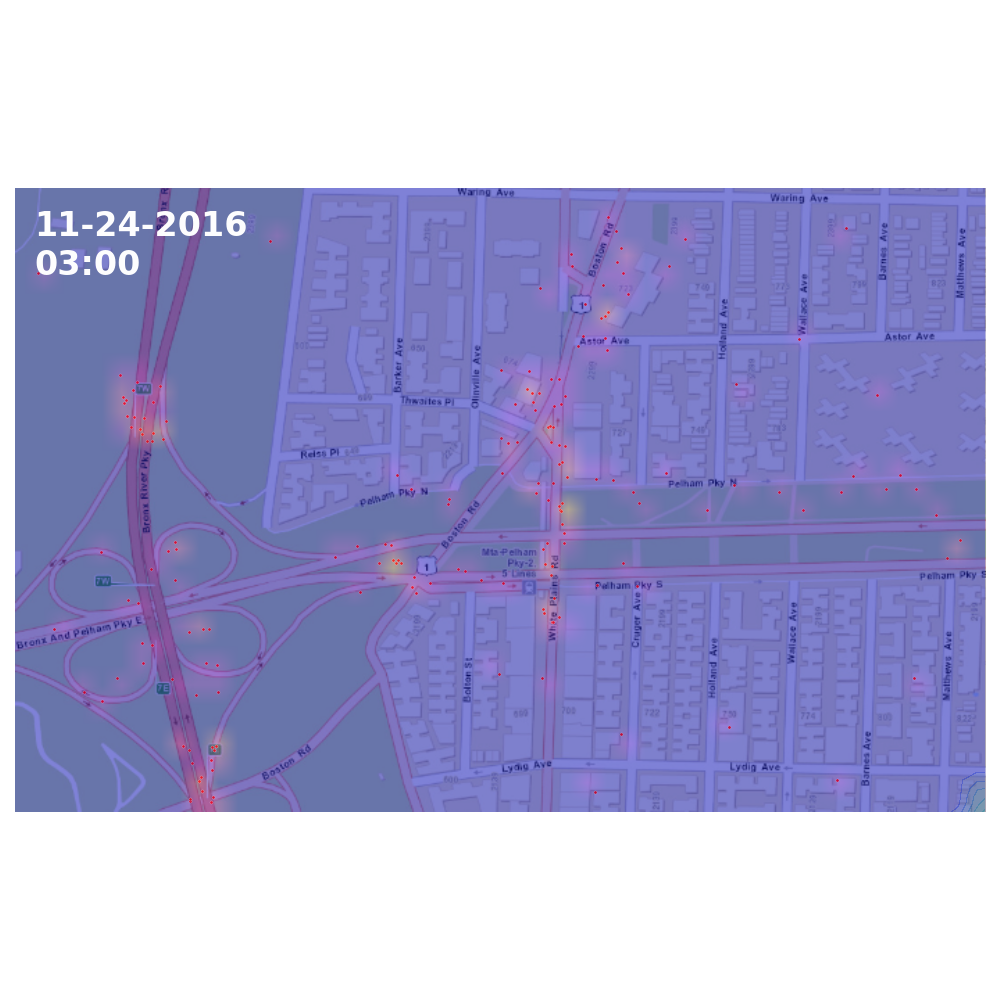 11-24-2016
03:00
Waring Ave
Waring Ave
Boston Rd
Barnes Ave
Matthews Ave
Wallace Ave
Holland Ave
1
Astor Ave
Astor Ave
Barker Ave
Olinville Ave
7W
Thwaites Pl
Reiss Pl
Bronx River Pky
Pelham Pky N
Pelham Pky N
Boston Rd
1
Mta-Pelham
Pky-2,
5 Lines
White Plains Rd
7W
Pelham Pky S
Pelham Pky S
Bronx And Pelham Pky E
Cruger Ave
Holland Ave
Wallace Ave
Matthews Ave
Bolton St
7E
Barnes Ave
Boston Rd
Lydig Ave
Lydig Ave